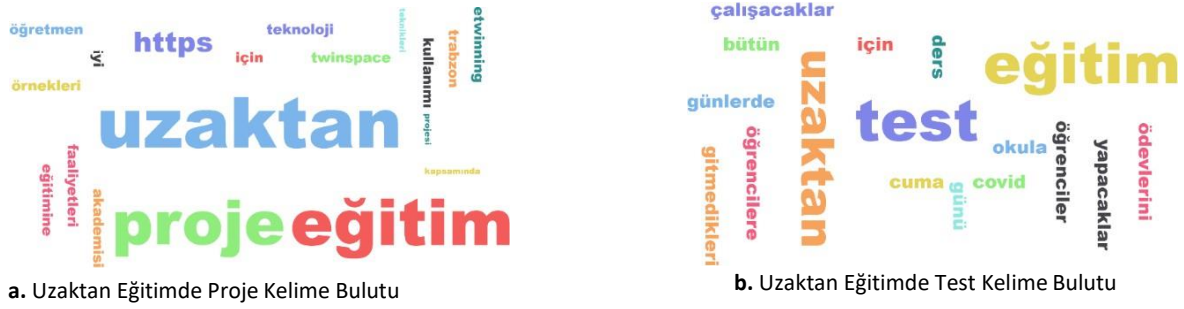 öğretmen
iyi
https
teknoloji
için
twinspace
teknikleri
kullanımı
trabzon
etwinning
örnekleri
uzaktan
projesi
kapsamında
faaliyetleri
eğitimine
akademisi
proje
eğitim
a. Uzaktan Eğitimde Proje Kelime Bulutu
çalışacaklar
bütün
için
ders
eğitim
uzaktan
günlerde
test
öğrencilere
gitmedikleri
okula
öğrenciler
yapacaklar
ödevlerini
cuma
günü
covid
b. Uzaktan Eğitimde Test Kelime Bulutu